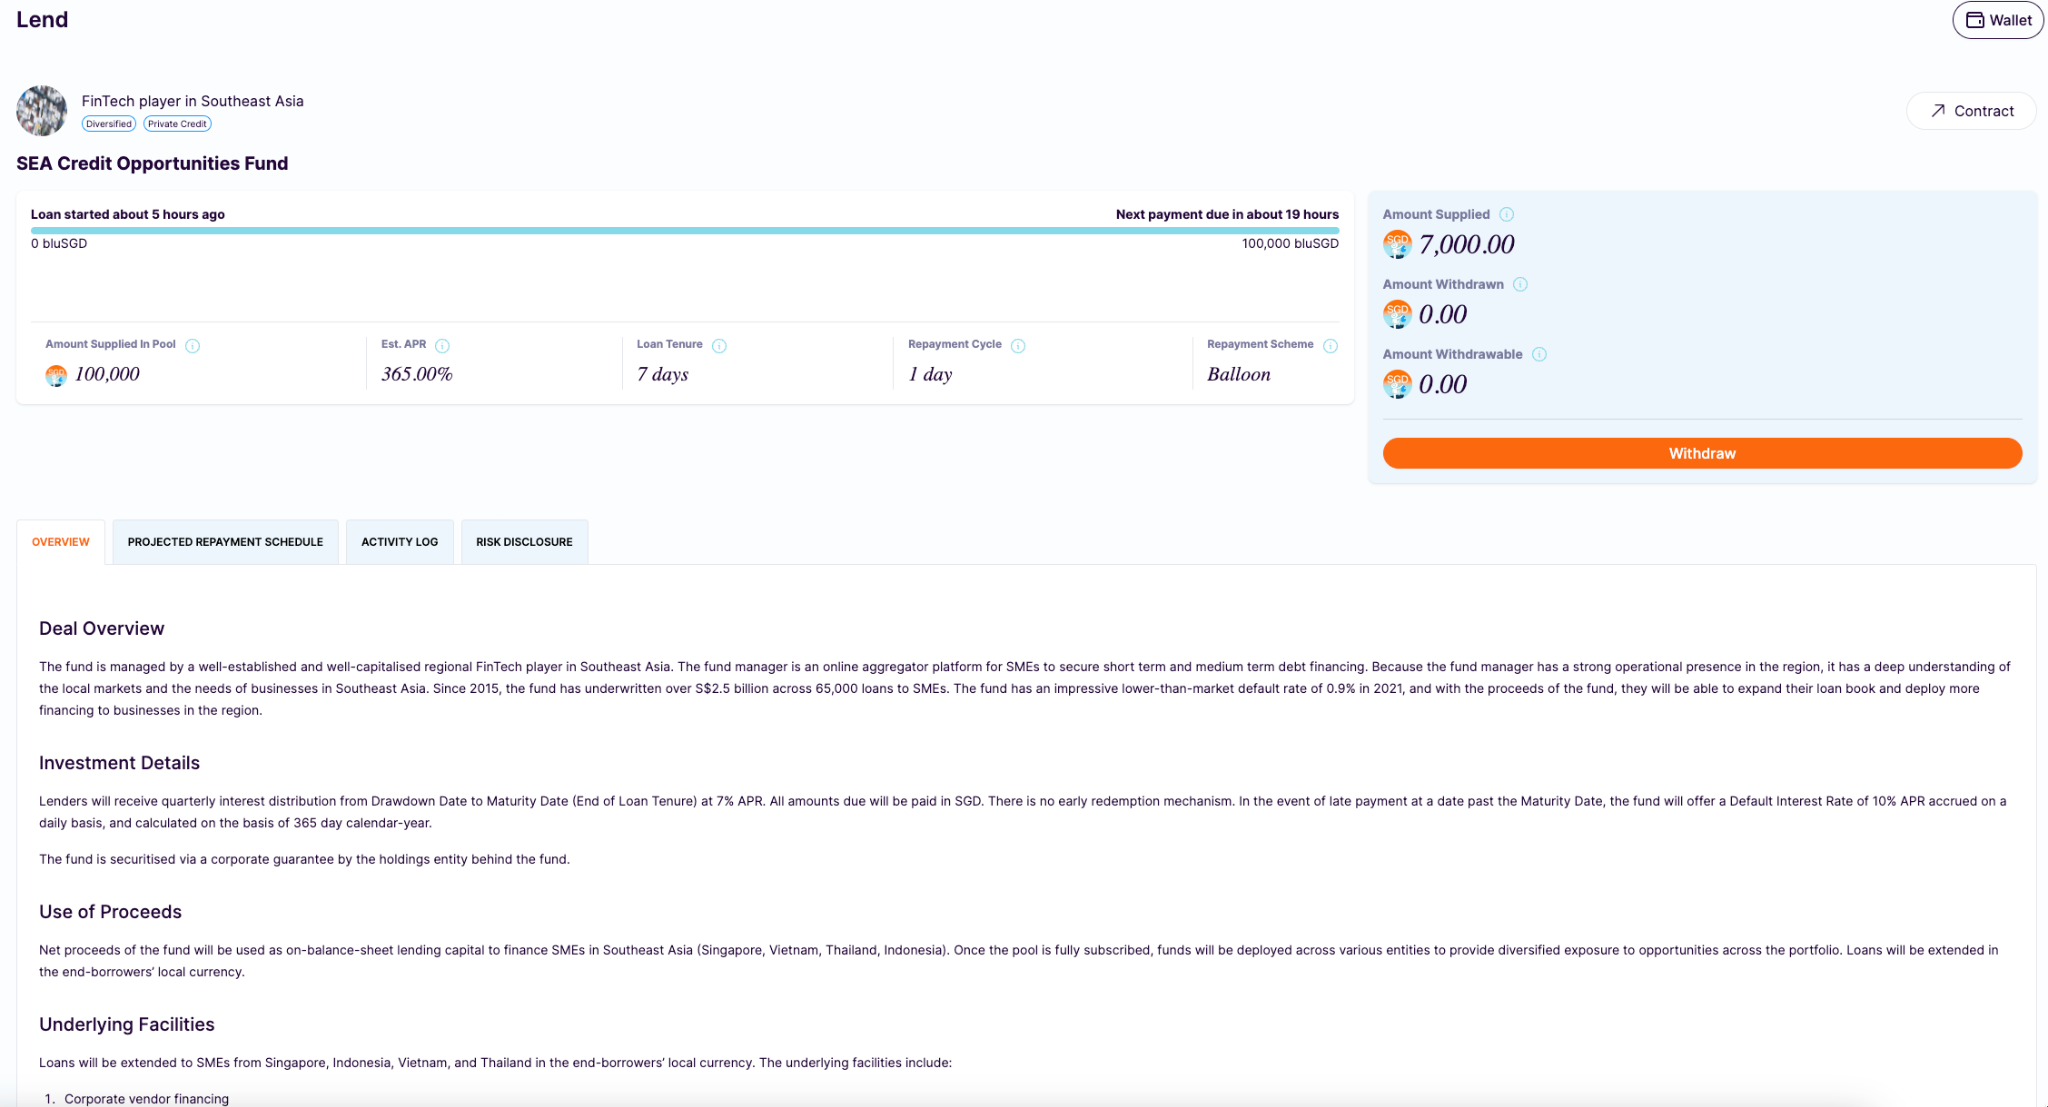 Lend
Wallet
FinTech player in Southeast Asia
Diversified
Private Credit
Contract
SEA Credit Opportunities Fund
Loan started about 5 hours ago
Next payment due in about 19 hours
0 bluSGD
100,000 bluSGD
Amount Supplied In Pool
SGD
100,000
Est. APR
365.00%
Loan Tenure
7 days
Repayment Cycle
1 day
Repayment Scheme
Balloon
Amount Supplied
SGD
7,000.00
Amount Withdrawn
SGD
0.00
Amount Withdrawable
SGD
0.00
Withdraw
OVERVIEW
PROJECTED REPAYMENT SCHEDULE
ACTIVITY LOG
RISK DISCLOSURE
Deal Overview
The fund is managed by a well-established and well-capitalised regional FinTech player in Southeast Asia. The fund manager is an online aggregator platform for SMEs to secure short term and medium term debt financing. Because the fund manager has a strong operational presence in the region, it has a deep understanding of
the local markets and the needs of businesses in Southeast Asia. Since 2015, the fund has underwritten over S$2.5 billion across 65,000 loans to SMEs. The fund has an impressive lower-than-market default rate of 0.9% in 2021, and with the proceeds of the fund, they will be able to expand their loan book and deploy more
financing to businesses in the region.
Investment Details
Lenders will receive quarterly interest distribution from Drawdown Date to Maturity Date (End of Loan Tenure) at 7% APR. All amounts due will be paid in SGD. There is no early redemption mechanism. In the event of late payment at a date past the Maturity Date, the fund will offer a Default Interest Rate of 10% APR accrued on a
daily basis, and calculated on the basis of 365 day calendar-year.
The fund is securitised via a corporate guarantee by the holdings entity behind the fund.
Use of Proceeds
Net proceeds of the fund will be used as on-balance-sheet lending capital to finance SMEs in Southeast Asia (Singapore, Vietnam, Thailand, Indonesia). Once the pool is fully subscribed, funds will be deployed across various entities to provide diversified exposure to opportunities across the portfolio. Loans will be extended in
the end-borrowers’ local currency.
Underlying Facilities
Loans will be extended to SMEs from Singapore, Indonesia, Vietnam, and Thailand in the end-borrowers’ local currency. The underlying facilities include:
1. Corporate vendor financing